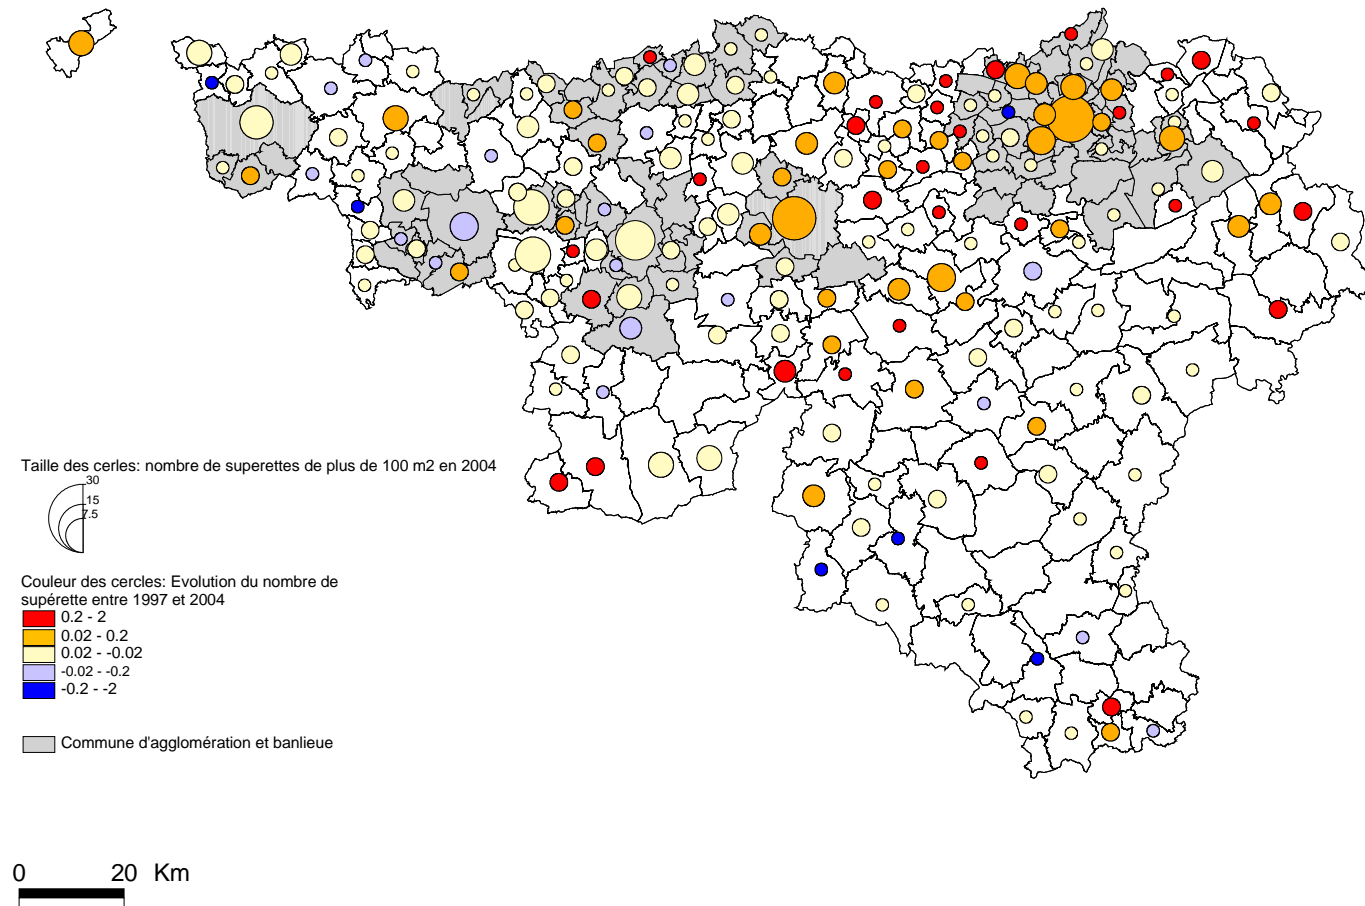 Taille des cerles: nombre de superettes de plus de 100 m2 en 2004
30
15
7.5
Couleur des cercles: Evolution du nombre de
supérette entre 1997 et 2004
0.2 - 2
0.02 - 0.2
0.02 - -0.02
-0.02 - -0.2
-0.2 - -2
Commune d'agglomération et banlieue
0 20 Km